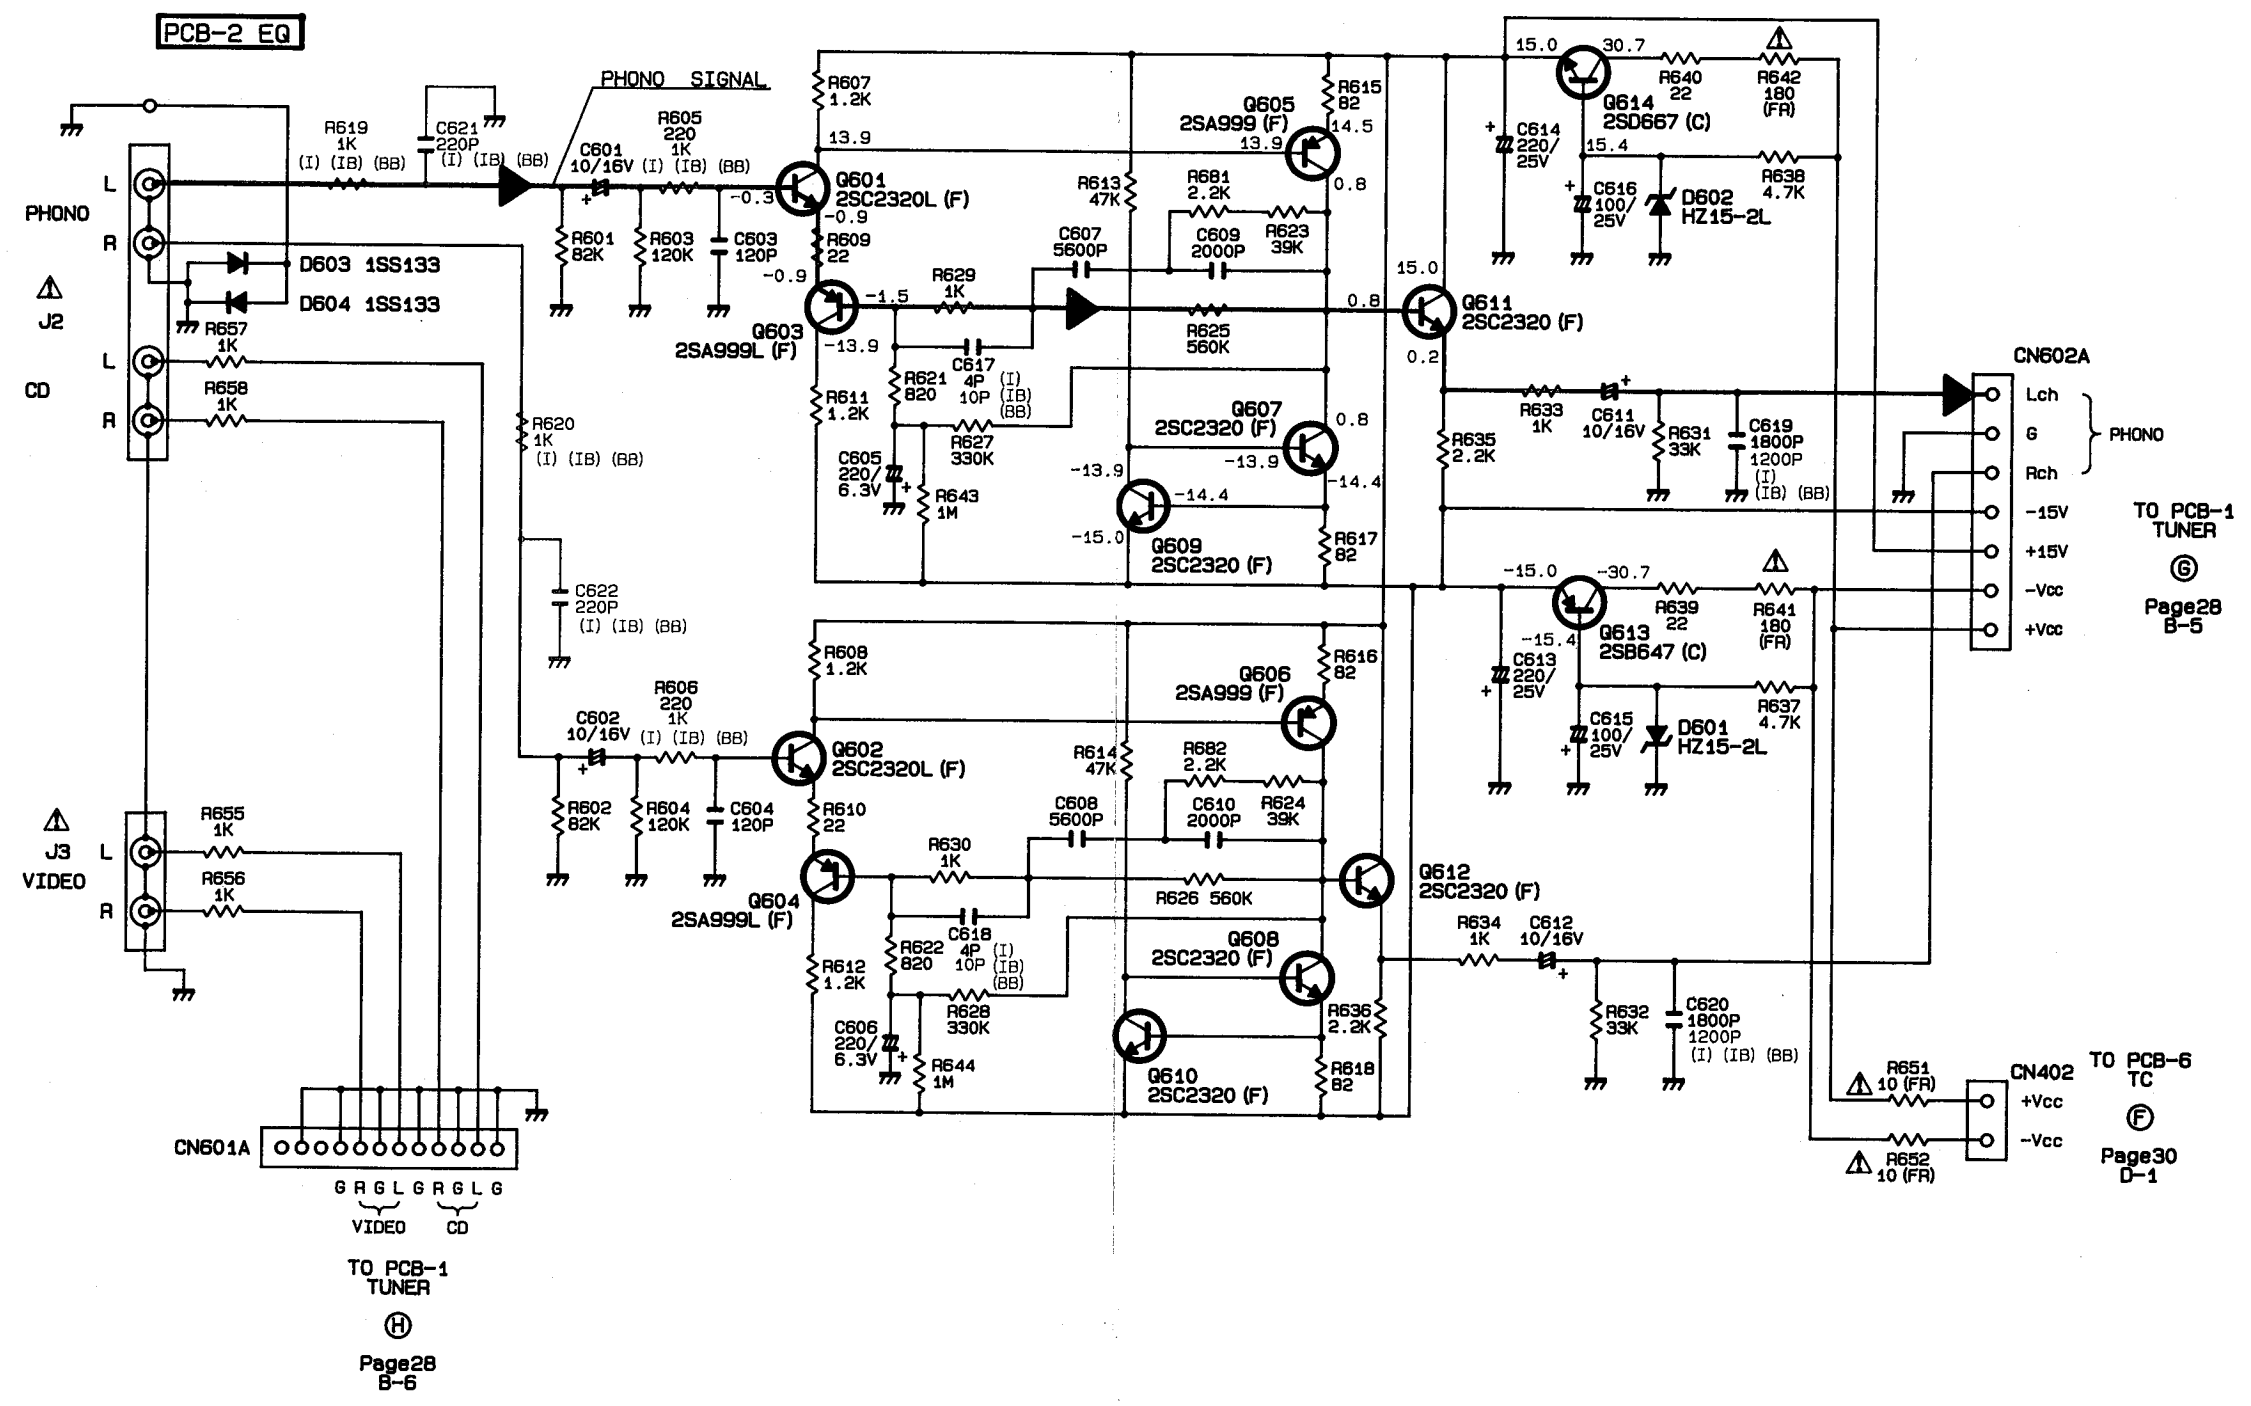 PCB-2 EQ
PHONO SIGNAL
R619
1K
(I) (IB) (BB)
C621
220P
(I) (IB) (BB)
C601
10/16V
R605
220
1K
(I) (IB) (BB)
R607
1.2K
13.9
Q605
2SA999 (F)
13.9
14.5
R615
82
15.0
30.7
Q614
2SD667 (C)
R640
22
R642
180
(FR)
C614
220/
25V
+
15.4
R638
4.7K
C616
100/
25V
+
D602
HZ15-2L
L
PHONO
R
J2
L
CD
R
D603 1SS133
D604 1SS133
R657
1K
R658
1K
+
R601
82K
R603
120K
C603
120P
-0.3
Q601
2SC2320L (F)
-0.9
R609
22
-0.9
Q603
2SA999L (F)
-1.5
-13.9
R629
1K
R613
47K
R681
2.2K
0.8
C607
5600P
C609
2000P
R623
39K
R625
560K
0.8
15.0
Q611
2SC2320 (F)
0.2
C617
4P (I)
10P (IB)
(BB)
R611
1.2K
R621
820
R627
330K
C605
220/
6.3V
+
R643
1M
Q607
2SC2320 (F)
0.8
-13.9
-13.9
-14.4
-14.4
-15.0
Q609
2SC2320 (F)
R617
82
R620
1K
(I) (IB) (BB)
C622
220P
(I) (IB) (BB)
R635
2.2K
R633
1K
C611
10/16V
+
R631
33K
C619
1800P
1200P
(I)
(IB) (BB)
CN602A
Lch
G
Rch
PHONO
-15V
+15V
-Vcc
+Vcc
TO PCB-1
TUNER
G
Page28
B-5
-15.0
-30.7
R639
22
R641
180
(FR)
-15.4
Q613
2SB647 (C)
C613
220/
25V
+
R637
4.7K
C615
100/
25V
+
D601
HZ15-2L
R608
1.2K
Q606
2SA999 (F)
R616
82
C602
10/16V
+
R606
220
1K
(I) (IB) (BB)
R602
82K
R604
120K
C604
120P
Q602
2SC2320L (F)
R610
22
Q604
2SA999L (F)
R630
1K
R614
47K
R682
2.2K
C608
5600P
C610
2000P
R624
39K
R626 560K
Q612
2SC2320 (F)
C618
4P (I)
10P (IB)
(BB)
R612
1.2K
R622
820
R628
330K
C606
220/
6.3V
+
R644
1M
Q608
2SC2320 (F)
Q610
2SC2320 (F)
R618
82
R636
2.2K
R634
1K
C612
10/16V
+
R632
33K
C620
1800P
1200P
(I) (IB) (BB)
J3
VIDEO
L
R
R655
1K
R656
1K
CN601A
G R G L G R G L G
VIDEO
CD
TO PCB-1
TUNER
H
Page28
B-6
R651
10 (FR)
R652
10 (FR)
CN402
+Vcc
-Vcc
TO PCB-6
TC
F
Page30
D-1